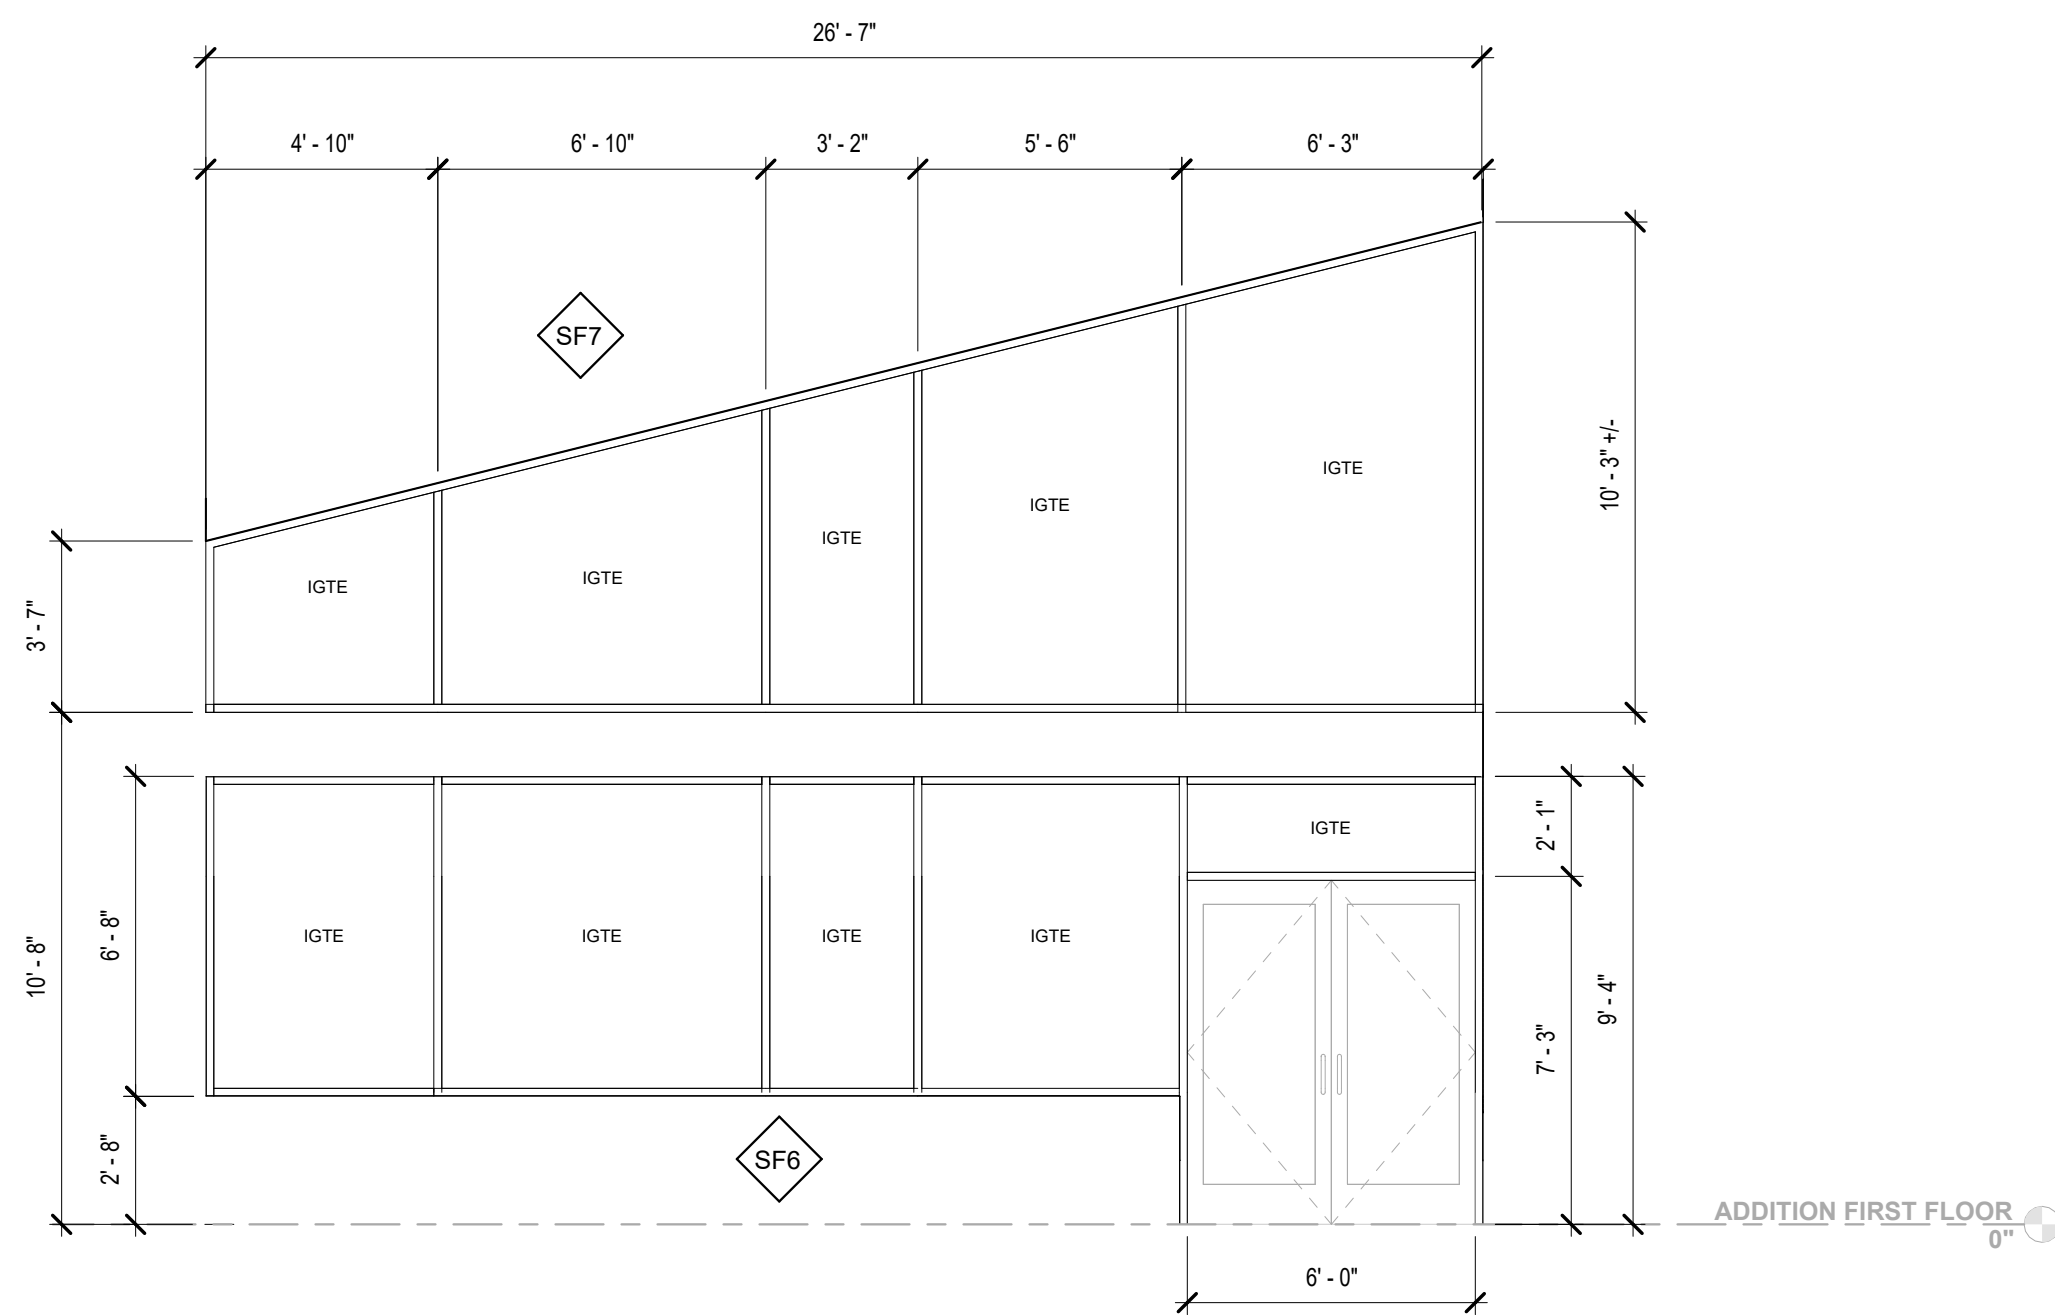 26' - 7"
4' - 10"
6' - 10"
3' - 2"
5' - 6"
6' - 3"
SF7
10' - 3" +/-
IGTE
IGTE
IGTE
IGTE
IGTE
3' - 7"
IGTE
2' - 1"
10' - 8"
6' - 8"
IGTE
IGTE
IGTE
IGTE
9' - 4"
7' - 3"
2' - 8"
SF6
ADDITION FIRST FLOOR
0"
6' - 0"